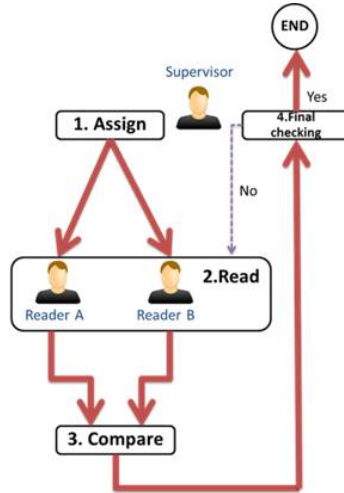 END
Supervisor
Yes
1. Assign
4.Final
checking
No
2.Read
Reader A
Reader B
3. Compare